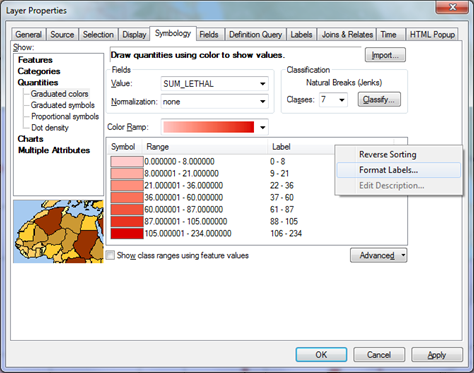 Layer Properties
General Source Selection Display Symbology Fields Definition Query Labels Joins & Relates Time HTML Popup
Show:
Features
Categories
Quantities
Graduated colors
Graduated symbols
Proportional symbols
Dot density
Charts
Multiple Attributes
Draw quantities using color to show values.
Import...
Fields
Value: SUM_LETHAL
Normalization: none
Classification
Natural Breaks (Jenks)
Classes: 7 Classify...
Color Ramp:
Symbol Range Label
0.000000 - 8.000000 0 - 8
8.000001 - 21.000000 9 - 21
21.000001 - 36.000000 22 - 36
36.000001 - 60.000000 37 - 60
60.000001 - 87.000000 61 - 87
87.000001 - 105.000000 88 - 105
105.000001 - 234.000000 106 - 234
Reverse Sorting
Format Labels...
Edit Description...
Show class ranges using feature values
Advanced
OK Cancel Apply